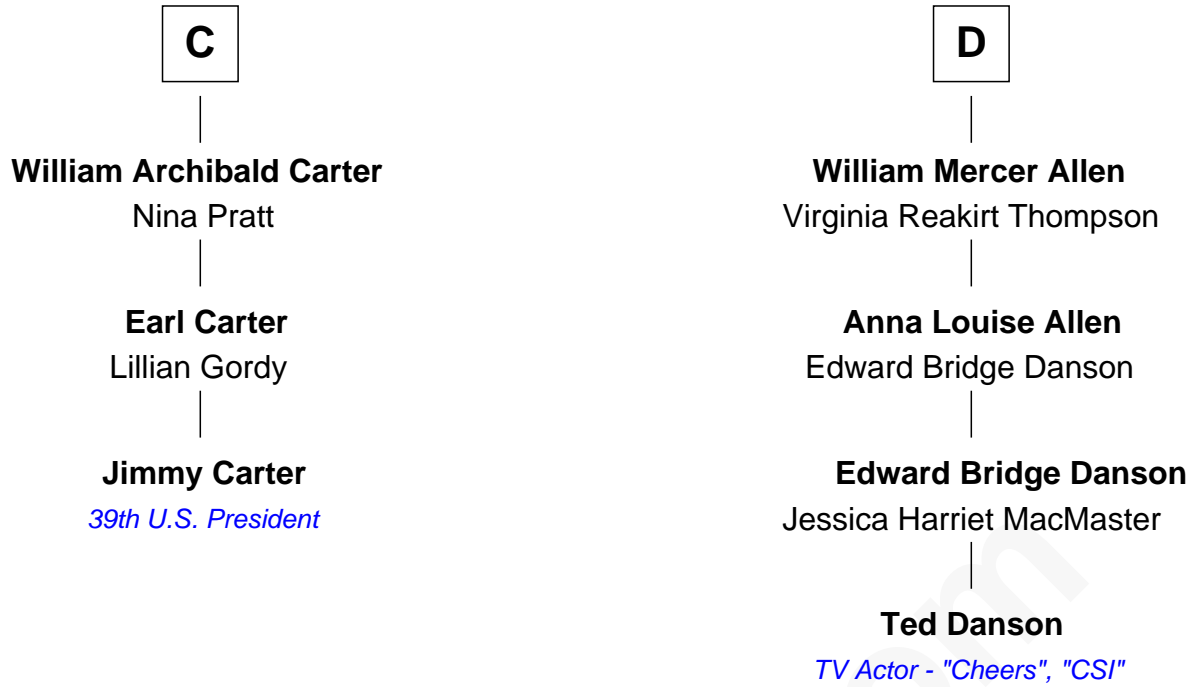 C
William Archibald Carter
Nina Pratt
Earl Carter
Lillian Gordy
Jimmy Carter
39th U.S. President
D
William Mercer Allen
Virginia Reakirt Thompson
Anna Louise Allen
Edward Bridge Danson
Edward Bridge Danson
Jessica Harriet MacMaster
Ted Danson
TV Actor - "Cheers", "CSI"